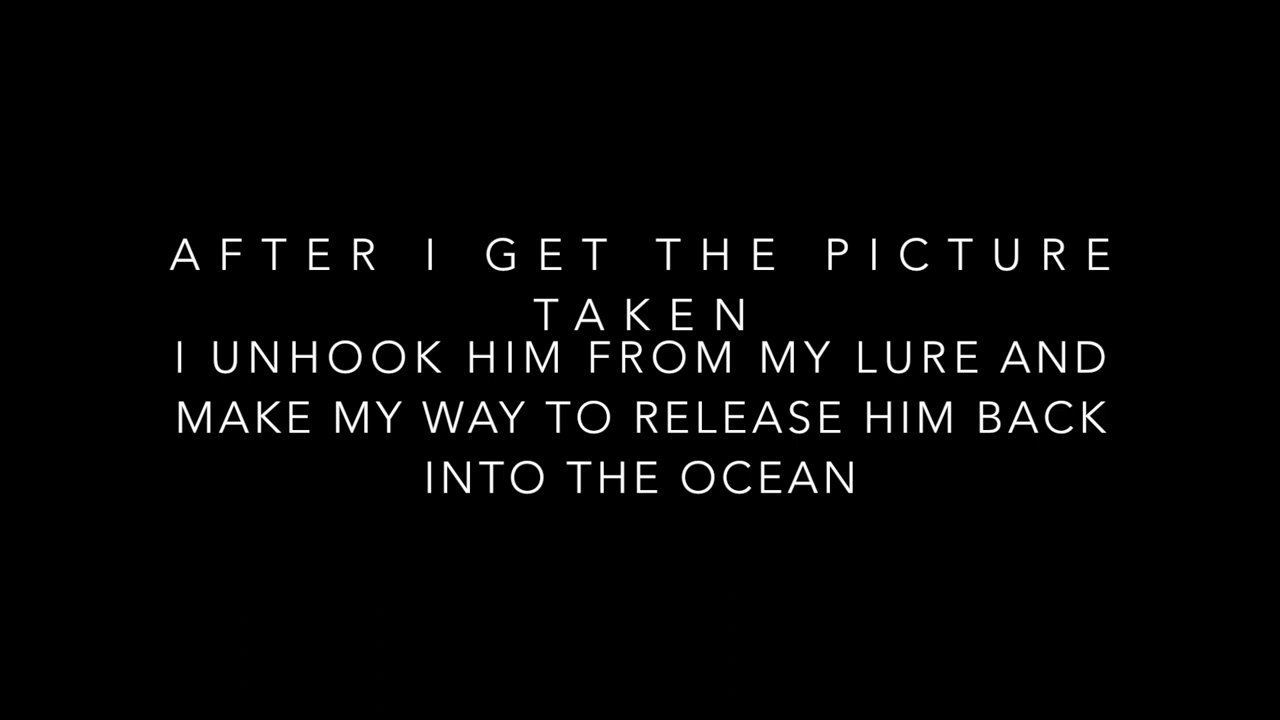 AFTER I GET THE PICTURE
TAKEN
I UNHOOK HIM FROM MY LURE AND
MAKE MY WAY TO RELEASE HIM BACK
INTO THE OCEAN